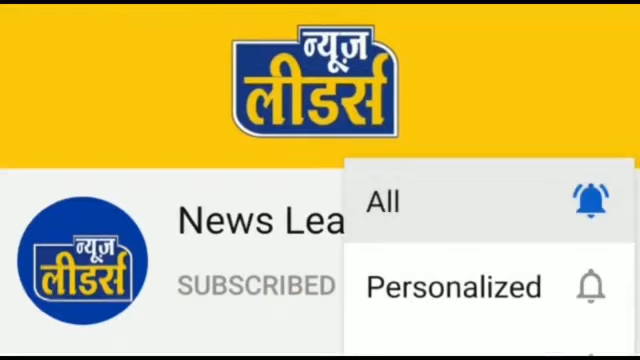 न्यूज़
लीडर्स
All
News Lea
न्यूज़
लीडर्स
SUBSCRIBED
Personalized